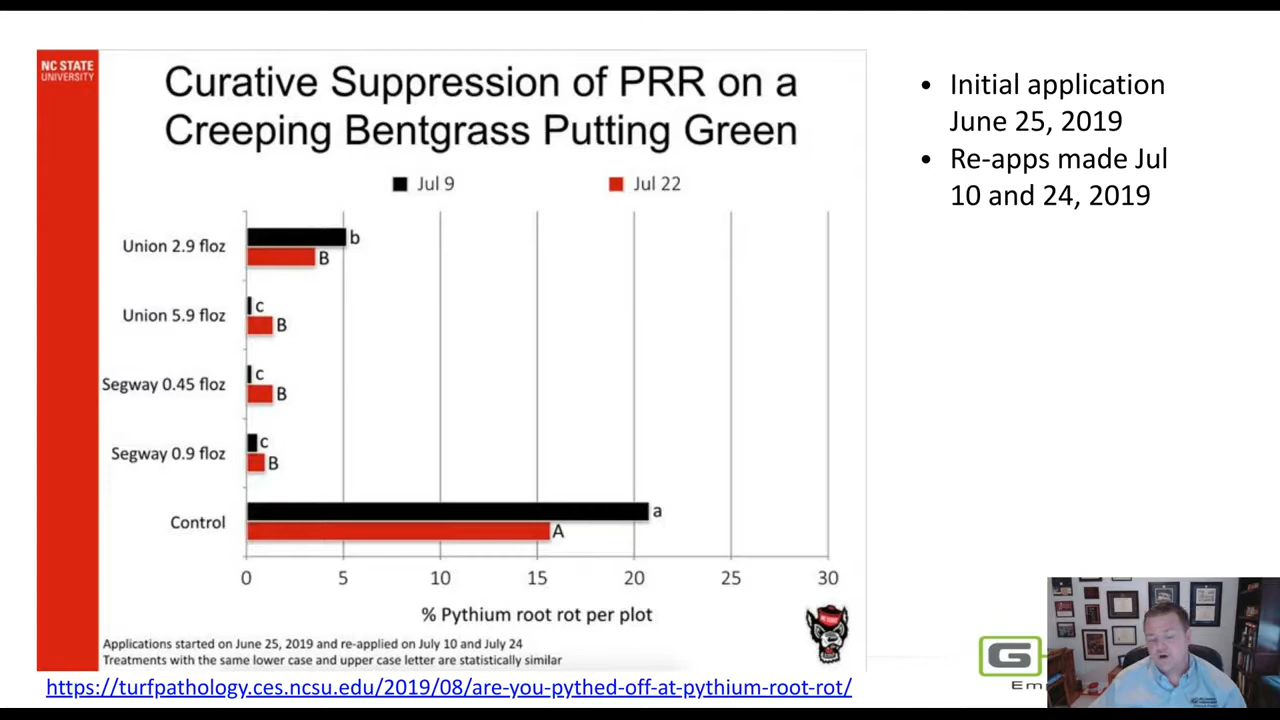 NC STATE
UNIVERSITY
Curative Suppression of PRR on a
Creeping Bentgrass Putting Green
Jul 9
Jul 22
Union 2.9 floz
b
B
Union 5.9 floz
c
B
Segway 0.45 floz
c
B
Segway 0.9 floz
c
B
Control
a
A
0 5 10 15 20 25 30
% Pythium root rot per plot
Applications started on June 25, 2019 and re-applied on July 10 and July 24
Treatments with the same lower case and upper case letter are statistically similar
https://turfpathology.ces.ncsu.edu/2019/08/are-you-pythed-off-at-pythium-root-rot/
• Initial application
June 25, 2019
• Re-apps made Jul
10 and 24, 2019
G